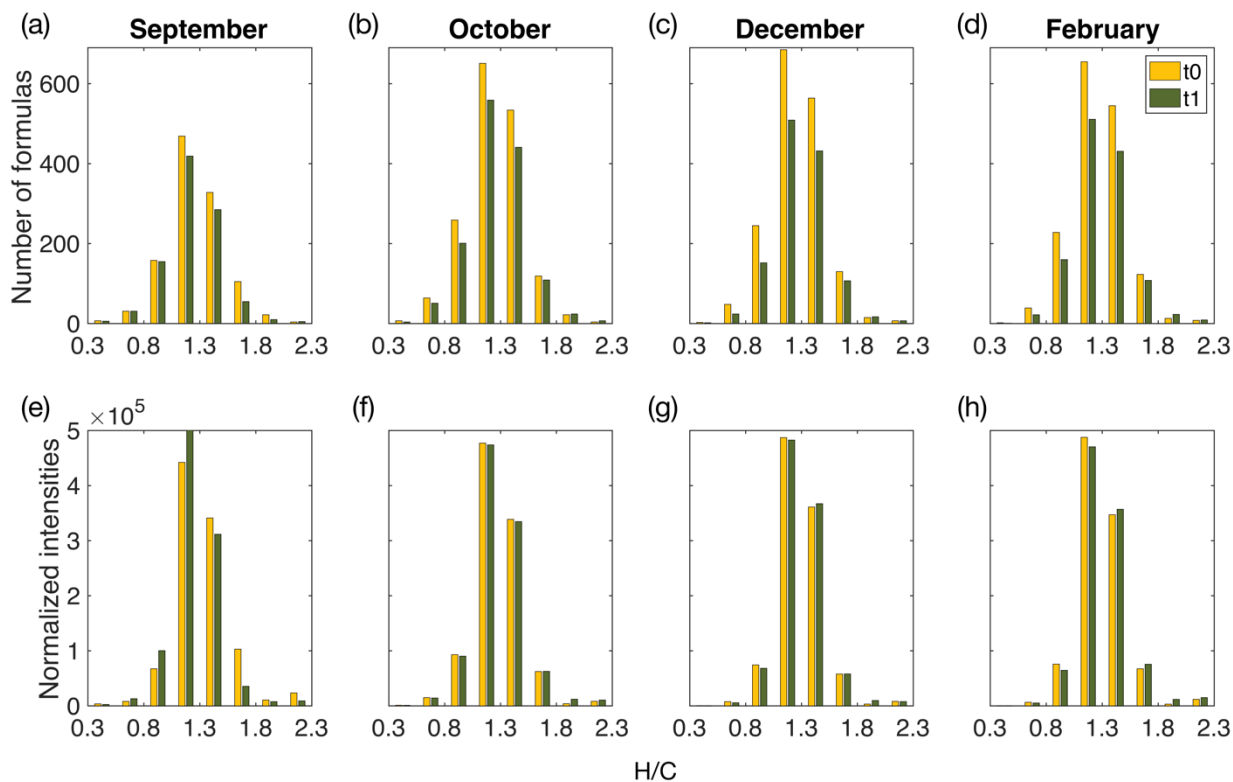 (a) September (b) October (c) December (d) February
Number of formulas
600
400
200
0
t0
t1
0.3 0.8 1.3 1.8 2.3 0.3 0.8 1.3 1.8 2.3 0.3 0.8 1.3 1.8 2.3 0.3 0.8 1.3 1.8 2.3
(e) ×10⁵ (f) (g) (h)
Normalized intensities
5
4
3
2
1
0
0.3 0.8 1.3 1.8 2.3 0.3 0.8 1.3 1.8 2.3 0.3 0.8 1.3 1.8 2.3 0.3 0.8 1.3 1.8 2.3
H/C